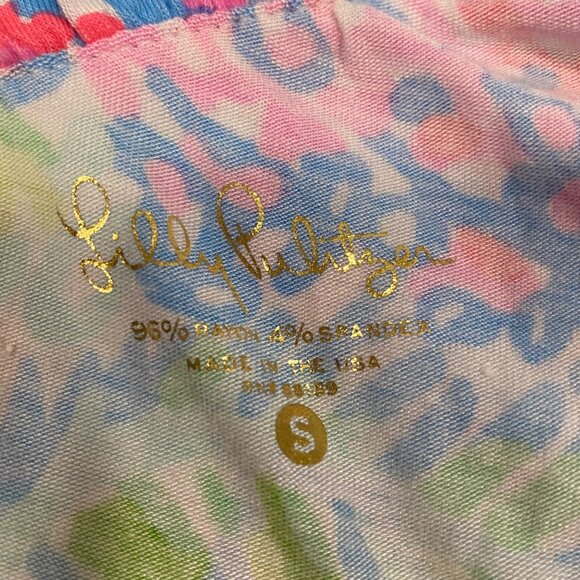 Lilly Pulitzer
96% RAYON 4% SPANDEX
MADE IN THE USA
S